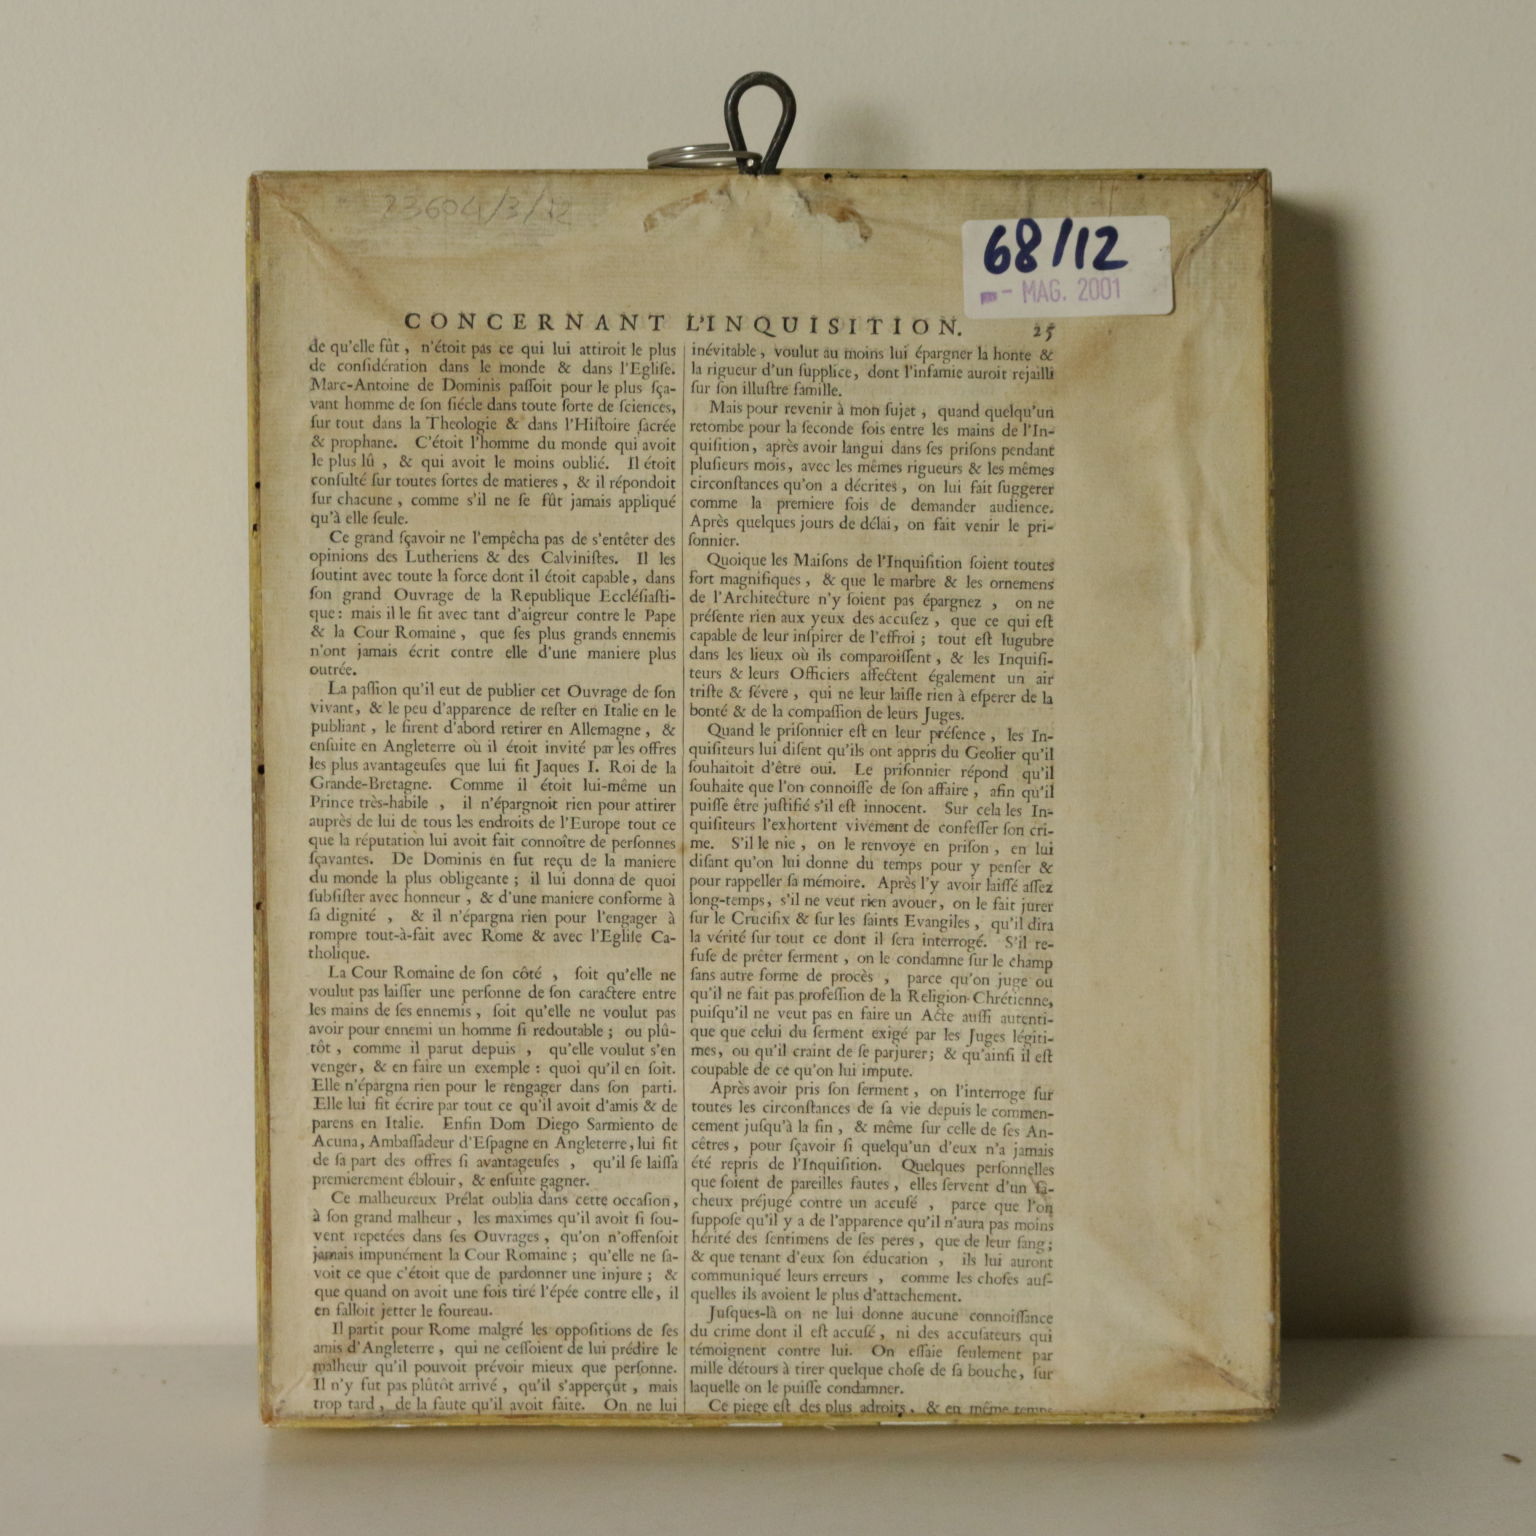 23604/3/12
68/12
- MAG. 2001
CONCERNANT L'INQUISITION. 25
de qu'elle fût, n'étoit pas ce qui lui attiroit le plus
de conſidération dans le monde & dans l'Egliſe.
Marc-Antoine de Dominis paſſoit pour le plus ſça-
vant homme de ſon ſiécle dans toute ſorte de ſciences,
ſur tout dans la Theologie & dans l'Hiſtoire ſacrée
& prophane. C'étoit l'homme du monde qui avoit
le plus lû, & qui avoit le moins oublié. Il étoit
conſulté ſur toutes ſortes de matieres, & il répondoit
ſur chacune, comme s'il ne ſe fût jamais appliqué
qu'à elle ſeule.
Ce grand ſçavoir ne l'empêcha pas de s'entêter des
opinions des Lutheriens & des Calviniſtes. Il les
ſoutint avec toute la force dont il étoit capable, dans
ſon grand Ouvrage de la Republique Eccléſiaſti-
que: mais il le fit avec tant d'aigreur contre le Pape
& la Cour Romaine, que ſes plus grands ennemis
n'ont jamais écrit contre elle d'une maniere plus
outrée.
La paſſion qu'il eut de publier cet Ouvrage de ſon
vivant, & le peu d'apparence de reſter en Italie en le
publiant, le firent d'abord retirer en Allemagne, &
enſuite en Angleterre où il étoit invité par les offres
les plus avantageuſes que lui fit Jaques I. Roi de la
Grande-Bretagne. Comme il étoit lui-même un
Prince très-habile, il n'épargnoit rien pour attirer
auprès de lui de tous les endroits de l'Europe tout ce
que la réputation lui avoit fait connoître de perſonnes
ſçavantes. De Dominis en fut reçu de la maniere
du monde la plus obligeante; il lui donna de quoi
ſubſiſter avec honneur, & d'une maniere conforme à
ſa dignité, & il n'épargna rien pour l'engager à
rompre tout-à-fait avec Rome & avec l'Egliſe Ca-
tholique.
La Cour Romaine de ſon côté, ſoit qu'elle ne
voulut pas laiſſer une perſonne de ſon caractere entre
les mains de ſes ennemis, ſoit qu'elle ne voulut pas
avoir pour ennemi un homme ſi redoutable; ou plû-
tôt, comme il parut depuis, qu'elle voulut s'en
venger, & en faire un exemple: quoi qu'il en ſoit.
Elle n'épargna rien pour le rengager dans ſon parti.
Elle lui fit écrire par tout ce qu'il avoit d'amis & de
parens en Italie. Enfin Dom Diego Sarmiento de
Acuna, Ambaſſadeur d'Eſpagne en Angleterre, lui fit
de ſa part des offres ſi avantageuſes, qu'il ſe laiſſa
premierement éblouir, & enſuite gagner.
Ce malheureux Prélat oublia dans cette occaſion,
à ſon grand malheur, les maximes qu'il avoit ſi ſou-
vent repetées dans ſes Ouvrages, qu'on n'offenſoit
jamais impunément la Cour Romaine; qu'elle ne ſa-
voit ce que c'étoit que de pardonner une injure; &
que quand on avoit une fois tiré l'épée contre elle, il
en falloit jetter le foureau.
Il partit pour Rome malgré les oppoſitions de ſes
amis d'Angleterre, qui ne ceſſoient de lui prédire le
malheur qu'il pouvoit prévoir mieux que perſonne.
Il n'y fut pas plûtôt arrivé, qu'il s'apperçut, mais
trop tard, de la faute qu'il avoit faite. On ne lui
inévitable, voulut au moins lui épargner la honte &
la rigueur d'un ſupplice, dont l'infamie auroit rejailli
ſur ſon illuſtre famille.
Mais pour revenir à mon ſujet, quand quelqu'un
retombe pour la ſeconde fois entre les mains de l'In-
quiſition, après avoir langui dans ſes priſons pendant
pluſieurs mois, avec les mêmes rigueurs & les mêmes
circonſtances qu'on a décrites, on lui fait ſuggerer
comme la premiere fois de demander audience.
Après quelques jours de délai, on fait venir le pri-
ſonnier.
Quoique les Maiſons de l'Inquiſition ſoient toutes
fort magnifiques, & que le marbre & les ornemens
de l'Architecture n'y ſoient pas épargnez, on ne
préſente rien aux yeux des accuſez, que ce qui eſt
capable de leur inſpirer de l'effroi; tout eſt lugubre
dans les lieux où ils comparoiſſent, & les Inquiſi-
teurs & leurs Officiers affectent également un air
triſte & ſévere, qui ne leur laiſſe rien à eſperer de la
bonté & de la compaſſion de leurs Juges.
Quand le priſonnier eſt en leur préſence, les In-
quiſiteurs lui diſent qu'ils ont appris du Geolier qu'il
ſouhaitoit d'être oui. Le priſonnier répond qu'il
ſouhaite que l'on connoiſſe de ſon affaire, afin qu'il
puiſſe être juſtifié s'il eſt innocent. Sur cela les In-
quiſiteurs l'exhortent vivement de confeſſer ſon cri-
me. S'il le nie, on le renvoye en priſon, en lui
diſant qu'on lui donne du temps pour y penſer &
pour rappeller ſa mémoire. Après l'y avoir laiſſé aſſez
long-temps, s'il ne veut rien avouer, on le fait jurer
ſur le Crucifix & ſur les ſaints Evangiles, qu'il dira
la vérité ſur tout ce dont il ſera interrogé. S'il re-
fuſe de prêter ſerment, on le condamne ſur le champ
ſans autre forme de procès, parce qu'on juge ou
qu'il ne fait pas profeſſion de la Religion Chrétienne,
puiſqu'il ne veut pas en faire un Acte auſſi autenti-
que que celui du ſerment exigé par les Juges légiti-
mes, ou qu'il craint de ſe parjurer; & qu'ainſi il eſt
coupable de ce qu'on lui impute.
Après avoir pris ſon ſerment, on l'interroge ſur
toutes les circonſtances de ſa vie depuis le commen-
cement juſqu'à la fin, & même ſur celle de ſes An-
cêtres, pour ſçavoir ſi quelqu'un d'eux n'a jamais
été repris de l'Inquiſition. Quelques perſonnelles
que ſoient de pareilles fautes, elles ſervent d'un fâ-
cheux préjugé contre un accuſé, parce que l'on
ſuppoſe qu'il y a de l'apparence qu'il n'aura pas moins
hérité des ſentimens de ſes peres, que de leur ſang;
& que tenant d'eux ſon éducation, ils lui auront
communiqué leurs erreurs, comme les choſes auſ-
quelles ils avoient le plus d'attachement.
Juſques-là on ne lui donne aucune connoiſſance
du crime dont il eſt accuſé, ni des accuſateurs qui
témoignent contre lui. On eſſaie ſeulement par
mille détours à tirer quelque choſe de ſa bouche, ſur
laquelle on le puiſſe condamner.
Ce piege eſt des plus adroits, & en même temps